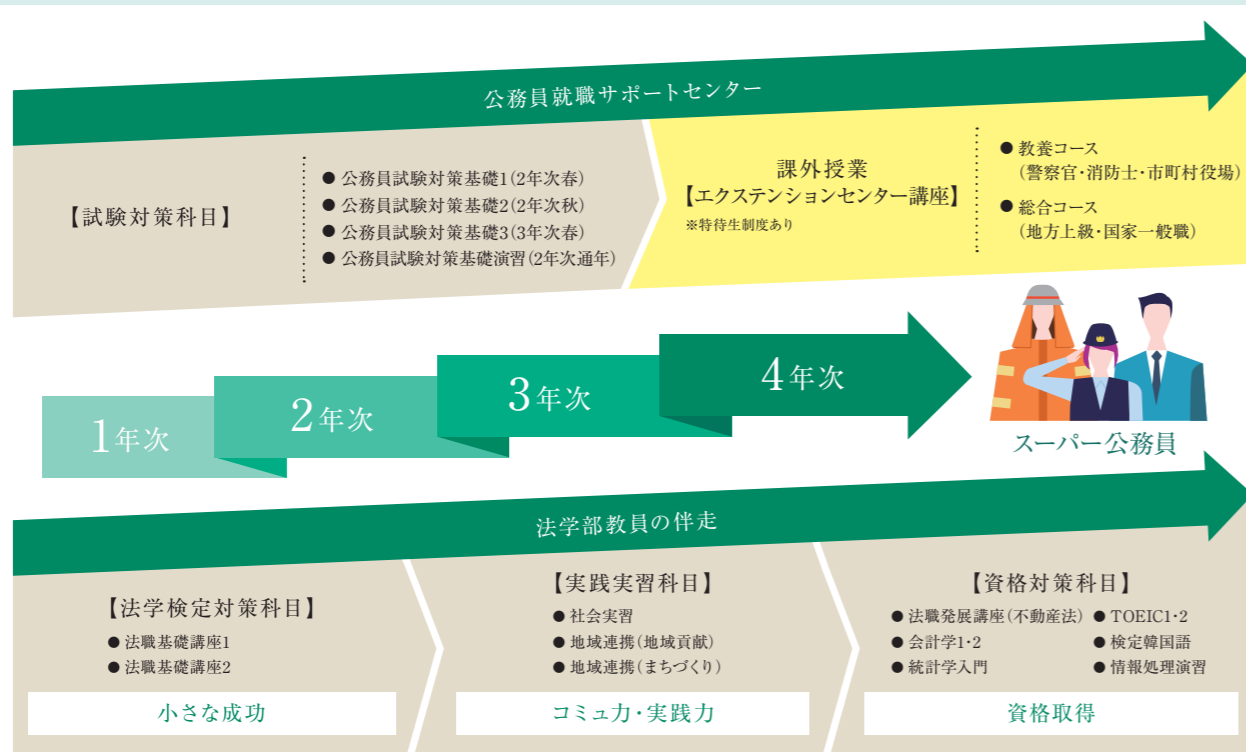 公務員就職サポートセンター
【試験対策科目】
● 公務員試験対策基礎1(2年次春)
● 公務員試験対策基礎2(2年次秋)
● 公務員試験対策基礎3(3年次春)
● 公務員試験対策基礎演習(2年次通年)
課外授業
【エクステンションセンター講座】
※特待生制度あり
● 教養コース
(警察官・消防士・市町村役場)
● 総合コース
(地方上級・国家一般職)
1年次
2年次
3年次
4年次
スーパー公務員
法学部教員の伴走
【法学検定対策科目】
● 法職基礎講座1
● 法職基礎講座2
小さな成功
【実践実習科目】
● 社会実習
● 地域連携(地域貢献)
● 地域連携(まちづくり)
コミュ力・実践力
【資格対策科目】
● 法職発展講座(不動産法) ● TOEIC1・2
● 会計学1・2 ● 検定韓国語
● 統計学入門 ● 情報処理演習
資格取得